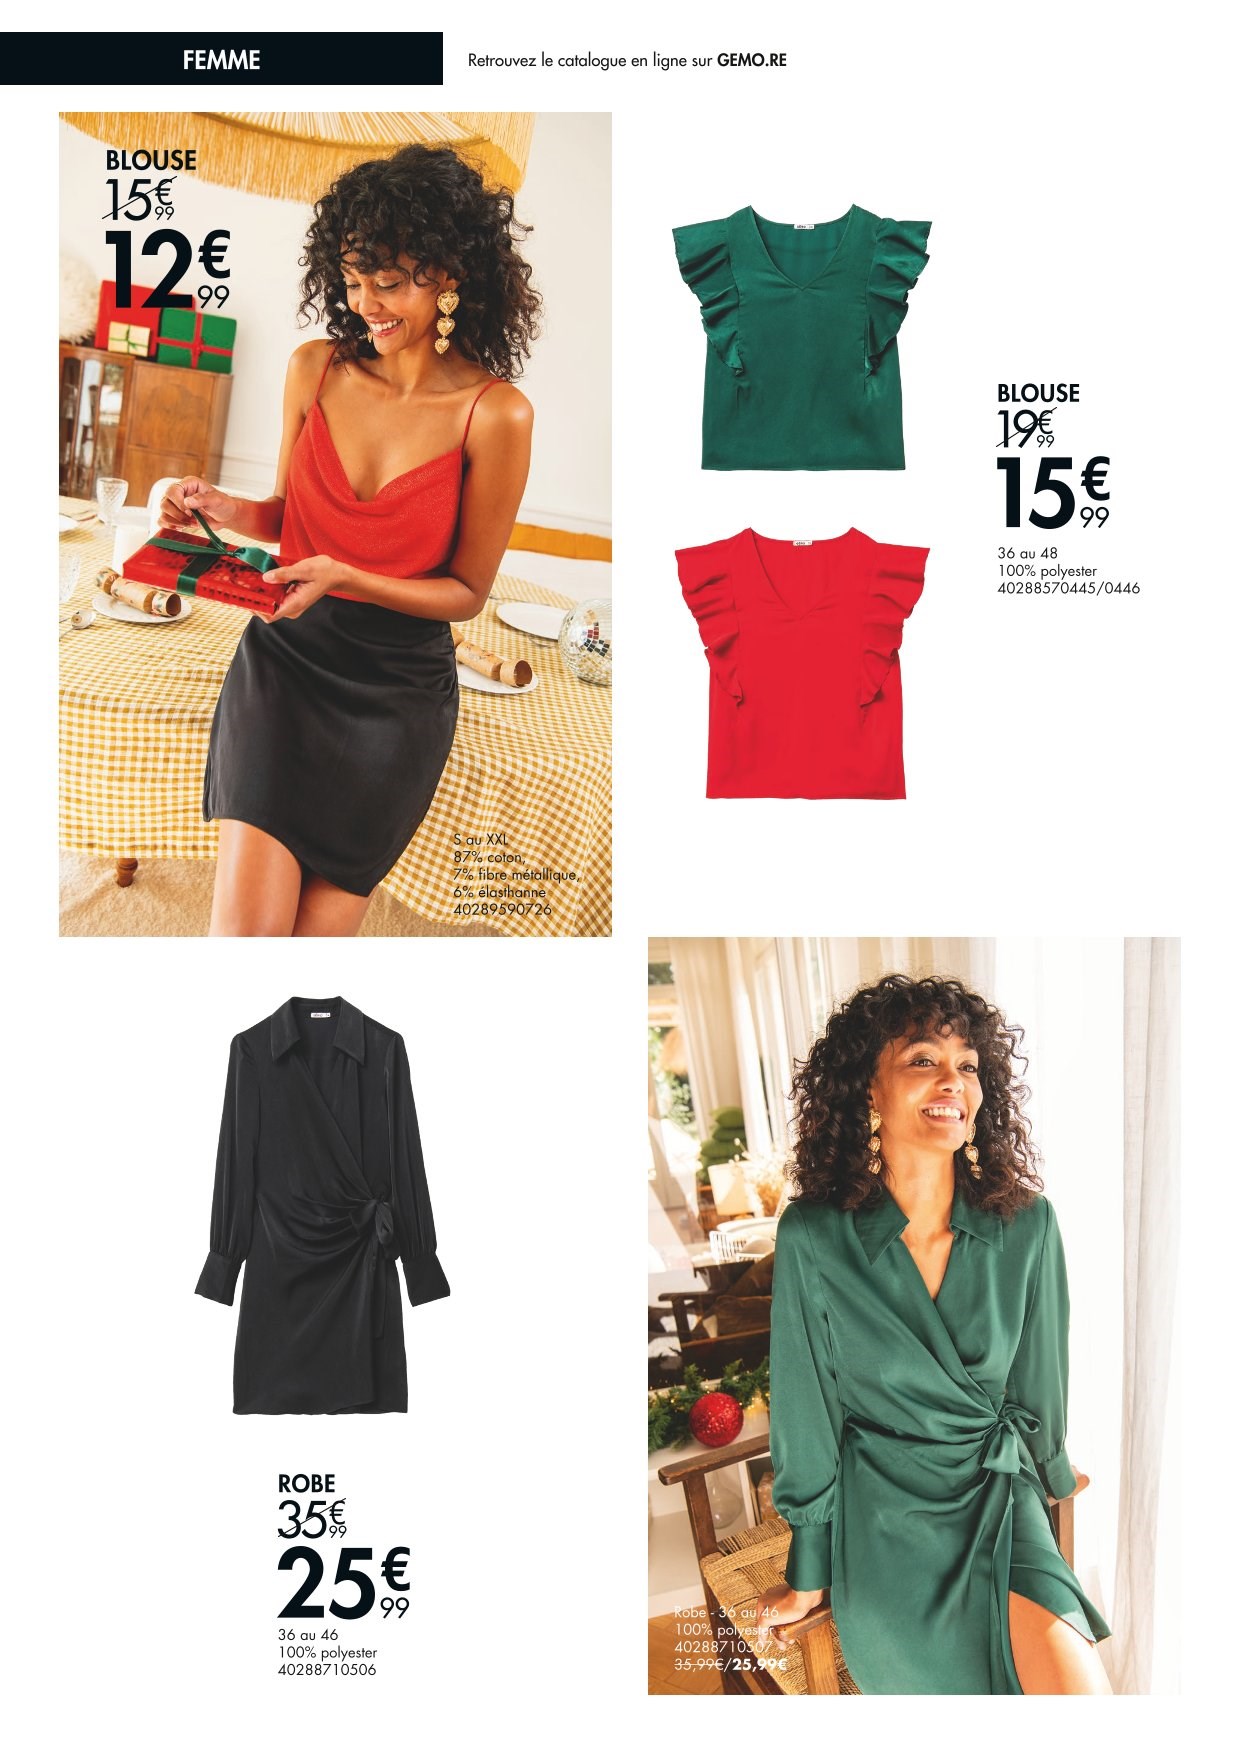 FEMME
Retrouvez le catalogue en ligne sur GEMO.RE
BLOUSE
15€99
12€99
S au XXL
87% coton,
7% fibre métallique,
6% élasthanne
40289590726
BLOUSE
19€99
15€99
36 au 48
100% polyester
40288570445/0446
ROBE
35€99
25€99
36 au 46
100% polyester
40288710506
Robe - 36 au 46
100% polyester
40288710507
35,99€/25,99€